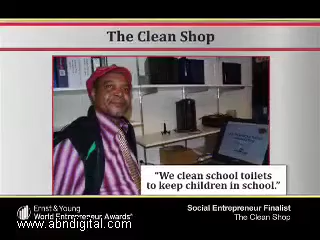 The Clean Shop
"We clean school toilets
to keep children in school."
Ernst & Young
World Entrepreneur Awards
Social Entrepreneur Finalist
The Clean Shop
www.abndigital.com